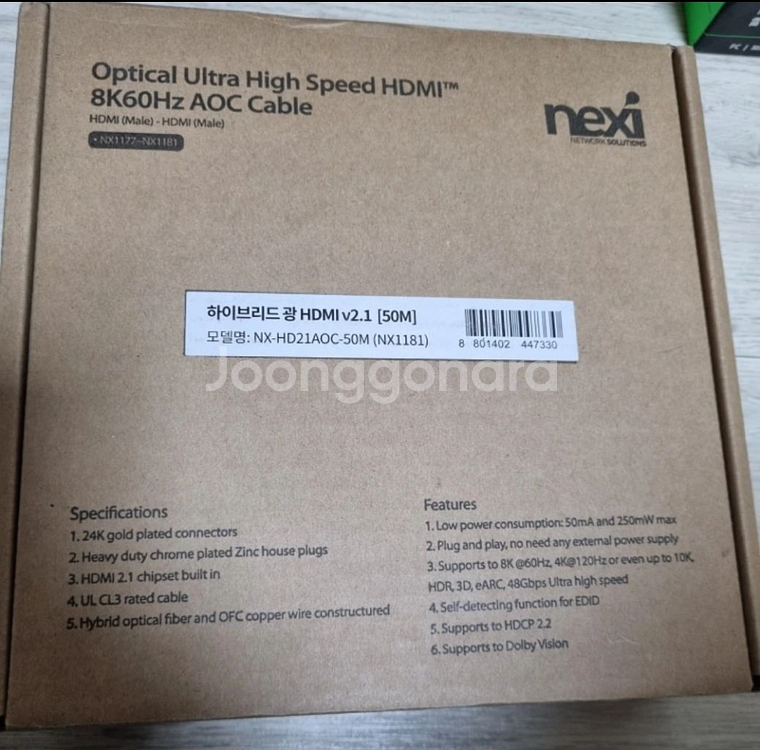 Optical Ultra High Speed HDMI™
8K60Hz AOC Cable
HDMI (Male) - HDMI (Male)
• NX1177~NX1181
nexi
NETWORK SOLUTIONS
PC /
하이브리드 광 HDMI v2.1 [50M]
모델명: NX-HD21AOC-50M (NX1181)
8 801402 447330
Joonggonara
Specifications
1. 24K gold plated connectors
2. Heavy duty chrome plated Zinc house plugs
3. HDMI 2.1 chipset built in
4. UL CL3 rated cable
5. Hybrid optical fiber and OFC copper wire constructured
Features
1. Low power consumption: 50mA and 250mW max
2. Plug and play, no need any external power supply
3. Supports to 8K @60Hz, 4K@120Hz or even up to 10K,
HDR, 3D, eARC, 48Gbps Ultra high speed
4. Self-detecting function for EDID
5. Supports to HDCP 2.2
6. Supports to Dolby Vision